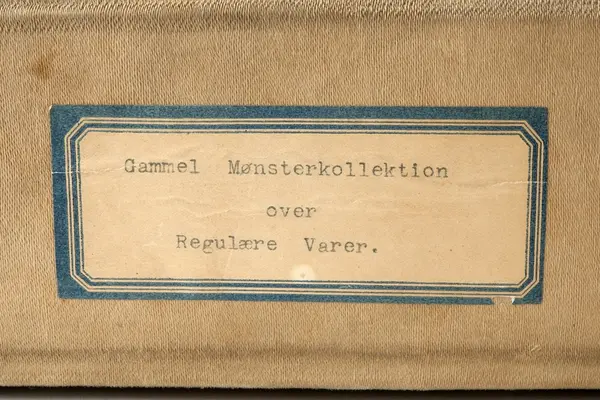 Gammel Mønsterkollektion
over
Regulære Varer.